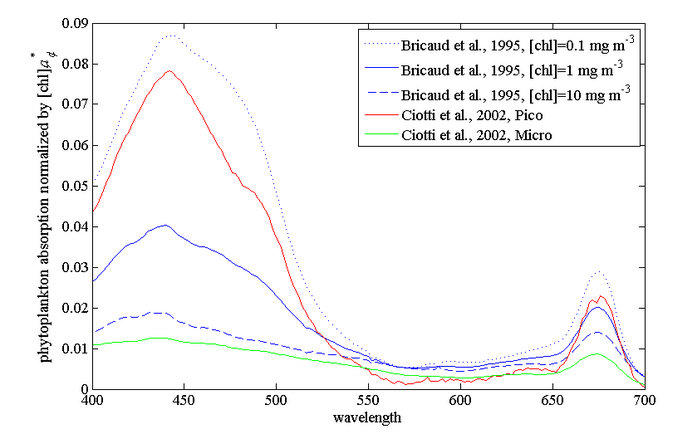 phytoplankton absorption normalized by [chl],a*ϕ
0.09
0.08
0.07
0.06
0.05
0.04
0.03
0.02
0.01
0
400
450
500
550
600
650
700
wavelength
Bricaud et al., 1995, [chl]=0.1 mg m-3
Bricaud et al., 1995, [chl]=1 mg m-3
Bricaud et al., 1995, [chl]=10 mg m-3
Ciotti et al., 2002, Pico
Ciotti et al., 2002, Micro